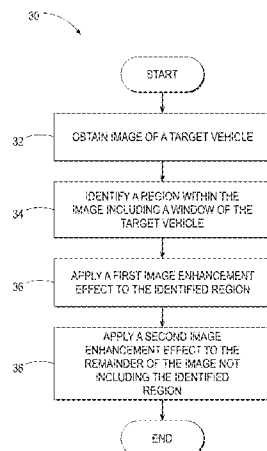 30
START
32
OBTAIN IMAGE OF A TARGET VEHICLE
34
IDENTIFY A REGION WITHIN THE
IMAGE INCLUDING A WINDOW OF THE
TARGET VEHICLE
36
APPLY A FIRST IMAGE ENHANCEMENT
EFFECT TO THE IDENTIFIED REGION
38
APPLY A SECOND IMAGE
ENHANCEMENT EFFECT TO THE
REMAINDER OF THE IMAGE NOT
INCLUDING THE IDENTIFIED
REGION
END